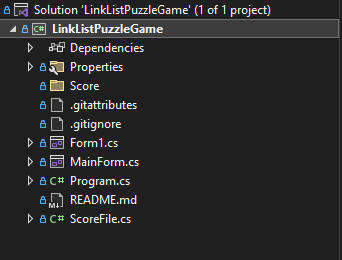 Solution 'LinkListPuzzleGame' (1 of 1 project)
C# LinkListPuzzleGame
Dependencies
Properties
Score
.gitattributes
.gitignore
Form1.cs
MainForm.cs
C# Program.cs
M README.md
C# ScoreFile.cs